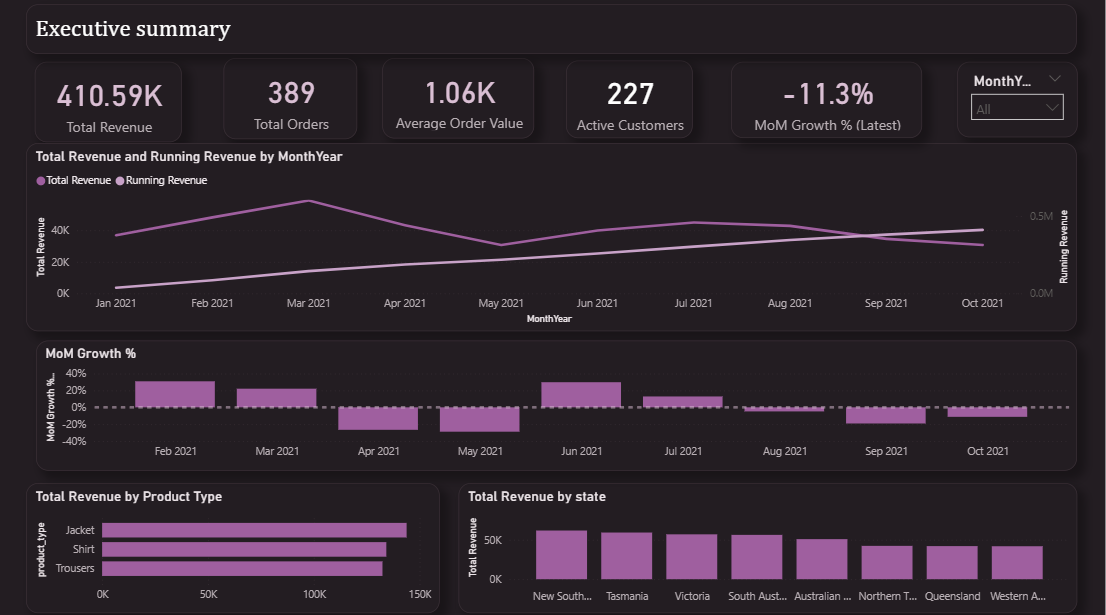 Executive summary
410.59K
Total Revenue
389
Total Orders
1.06K
Average Order Value
227
Active Customers
-11.3%
MoM Growth % (Latest)
MonthY...
All
Total Revenue and Running Revenue by MonthYear
Total Revenue Running Revenue
Total Revenue
40K
20K
0K
0.5M
0.0M
Running Revenue
Jan 2021 Feb 2021 Mar 2021 Apr 2021 May 2021 Jun 2021 Jul 2021 Aug 2021 Sep 2021 Oct 2021
MonthYear
MoM Growth %
MoM Growth %...
40%
20%
0%
-20%
-40%
Feb 2021 Mar 2021 Apr 2021 May 2021 Jun 2021 Jul 2021 Aug 2021 Sep 2021 Oct 2021
Total Revenue by Product Type
product_type
Jacket
Shirt
Trousers
0K 50K 100K 150K
Total Revenue by state
Total Revenue
50K
0K
New South... Tasmania Victoria South Aust... Australian ... Northern T... Queensland Western A...